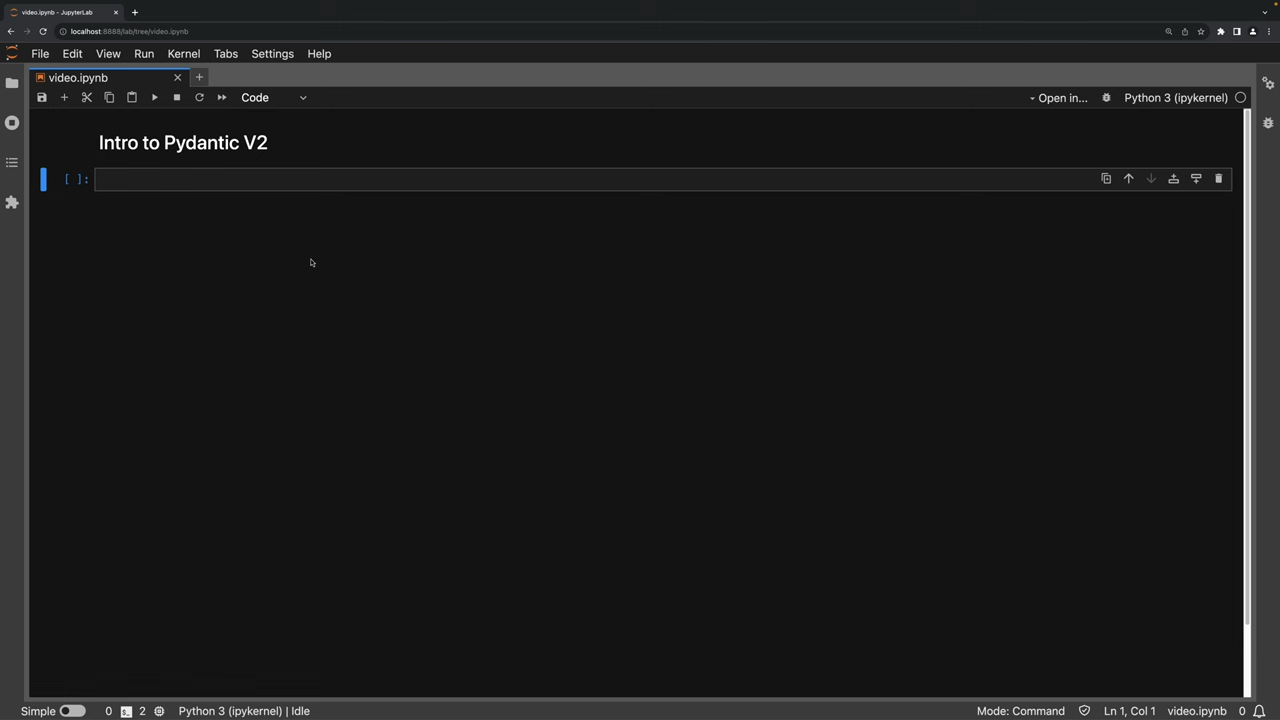 video.ipynb - JupyterLab
localhost:8888/lab/tree/video.ipynb
File Edit View Run Kernel Tabs Settings Help
video.ipynb
Code
Open in...
Python 3 (ipykernel)
Intro to Pydantic V2
[ ]:
Simple
0
2
Python 3 (ipykernel) | Idle
Mode: Command
Ln 1, Col 1
video.ipynb
0